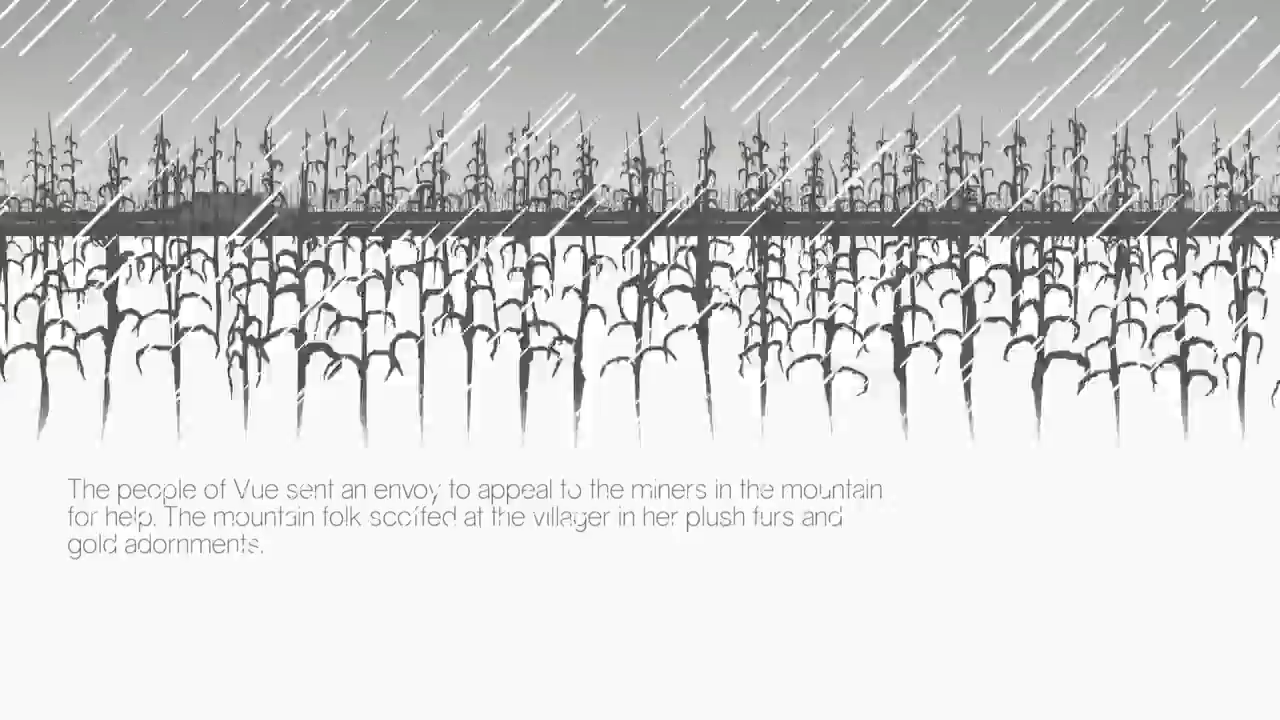 The people of Vue sent an envoy to appeal to the miners in the mountain
for help. The mountain folk scoffed at the villager in her plush furs and
gold adornments.